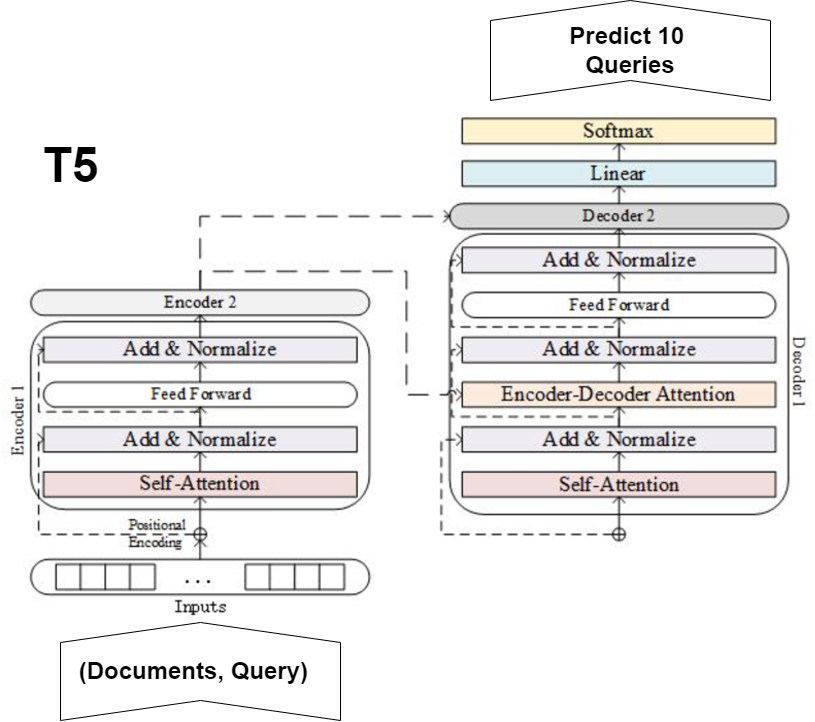 Predict 10
Queries
Softmax
T5
Linear
Decoder 2
Add & Normalize
Feed Forward
Add & Normalize
Encoder-Decoder Attention
Add & Normalize
Self-Attention
Decoder 1
Encoder 2
Add & Normalize
Feed Forward
Add & Normalize
Self-Attention
Encoder 1
Positional
Encoding
...
Inputs
(Documents, Query)